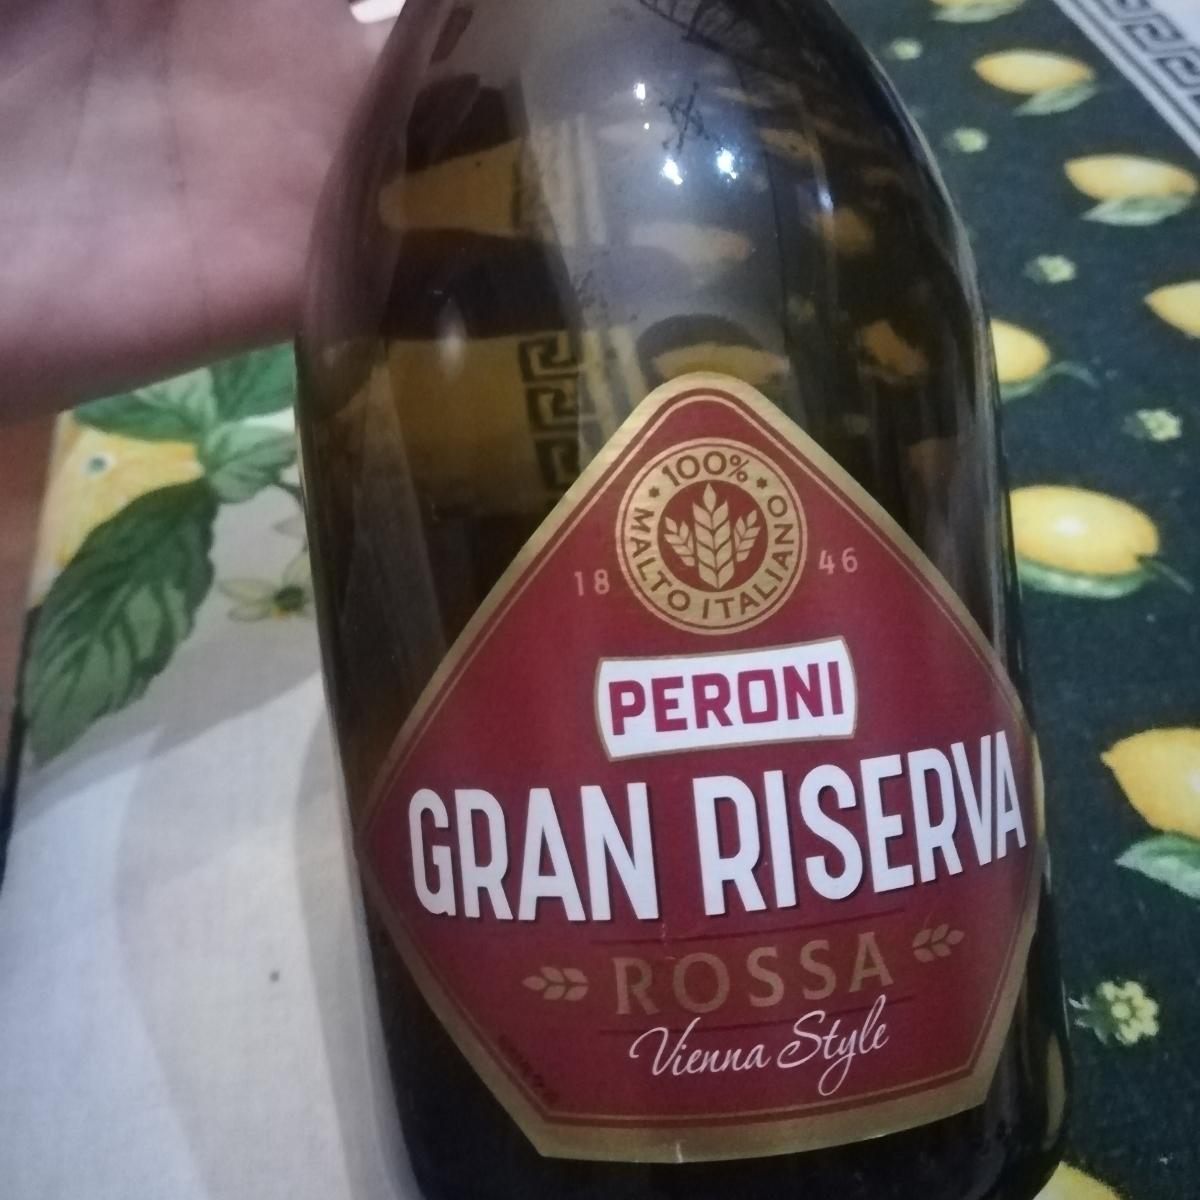 100%
MALTO ITALIANO
18 46
PERONI
GRAN RISERVA
ROSSA
Vienna Style